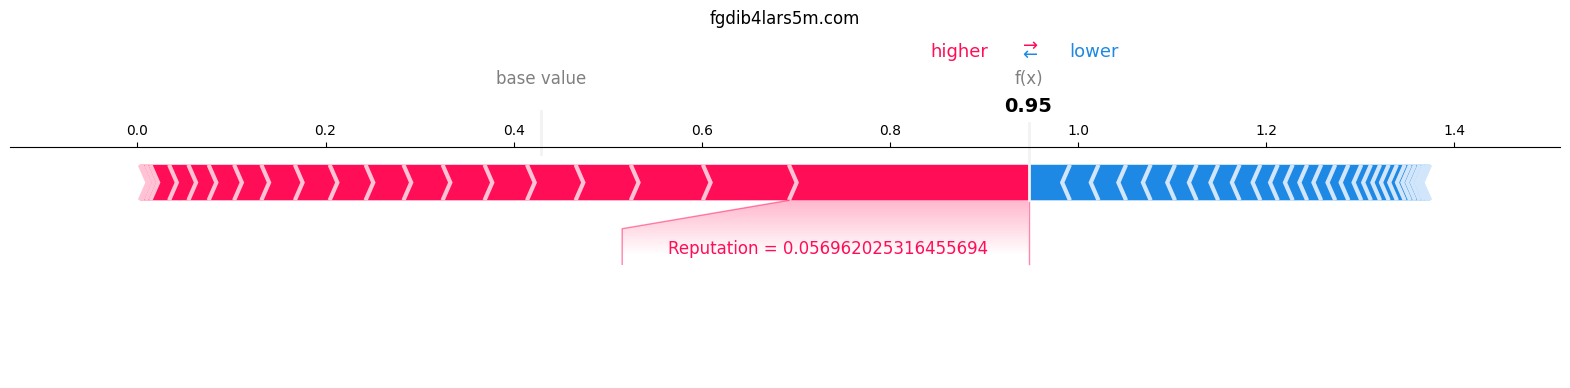 fgdib4lars5m.com
higher ⇄ lower
base value f(x)
0.95
0.0 0.2 0.4 0.6 0.8 1.0 1.2 1.4
Reputation = 0.056962025316455694